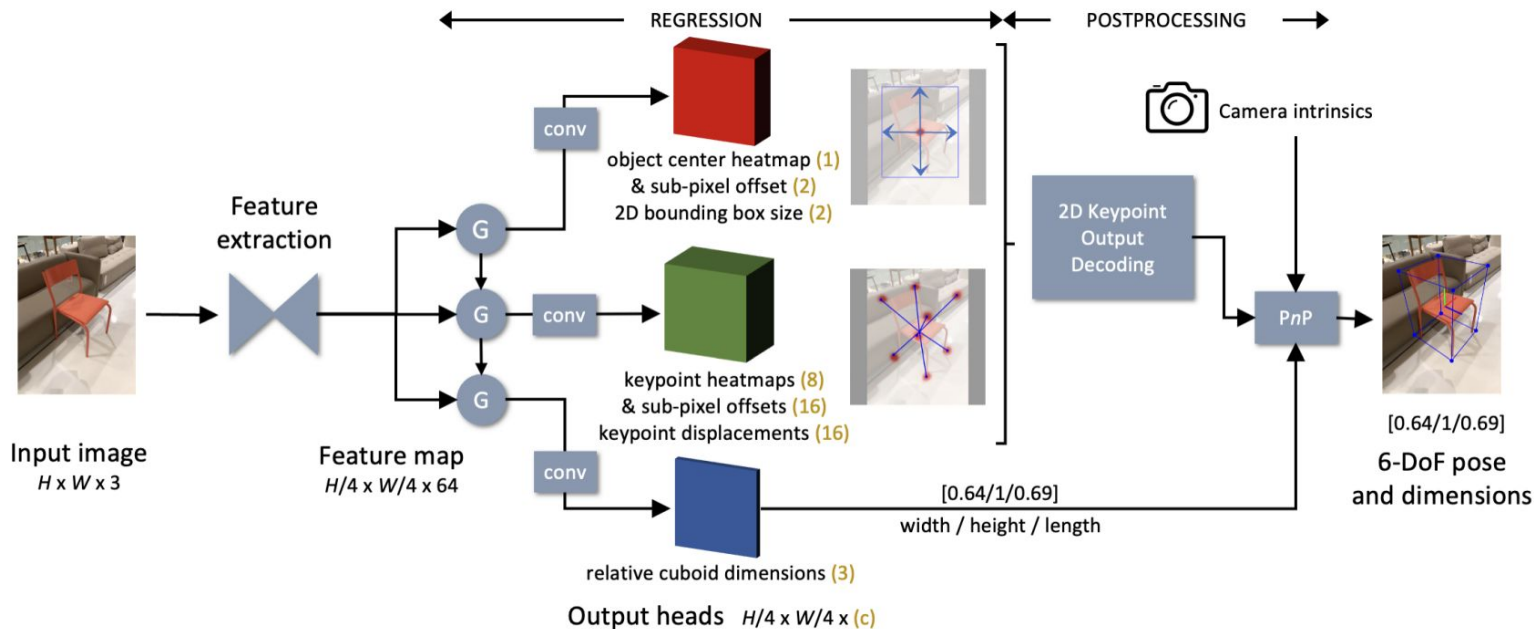 REGRESSION
POSTPROCESSING
conv
object center heatmap (1)
& sub-pixel offset (2)
2D bounding box size (2)
Camera intrinsics
Feature
extraction
G
2D Keypoint
Output
Decoding
G
conv
PnP
keypoint heatmaps (8)
& sub-pixel offsets (16)
keypoint displacements (16)
G
[0.64/1/0.69]
6-DoF pose
and dimensions
Input image
H x W x 3
Feature map
H/4 x W/4 x 64
conv
[0.64/1/0.69]
width / height / length
relative cuboid dimensions (3)
Output heads H/4 x W/4 x (c)